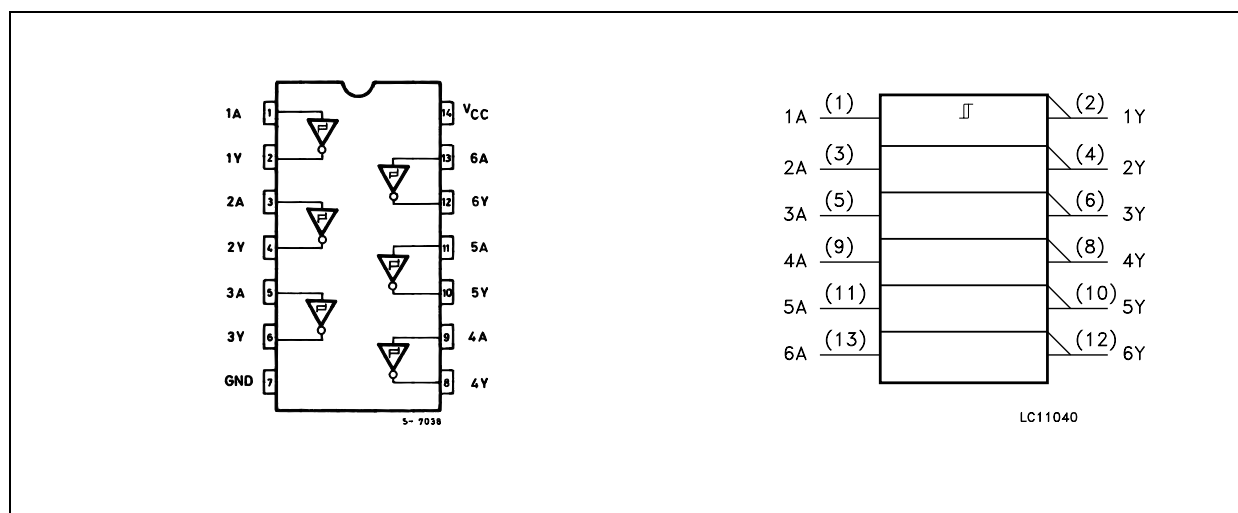 1A 1 14 VCC
1Y 2 13 6A
2A 3 12 6Y
2Y 4 11 5A
3A 5 10 5Y
3Y 6 9 4A
GND 7 8 4Y
S- 7038
1A (1) (2) 1Y
2A (3) (4) 2Y
3A (5) (6) 3Y
4A (9) (8) 4Y
5A (11) (10) 5Y
6A (13) (12) 6Y
LC11040